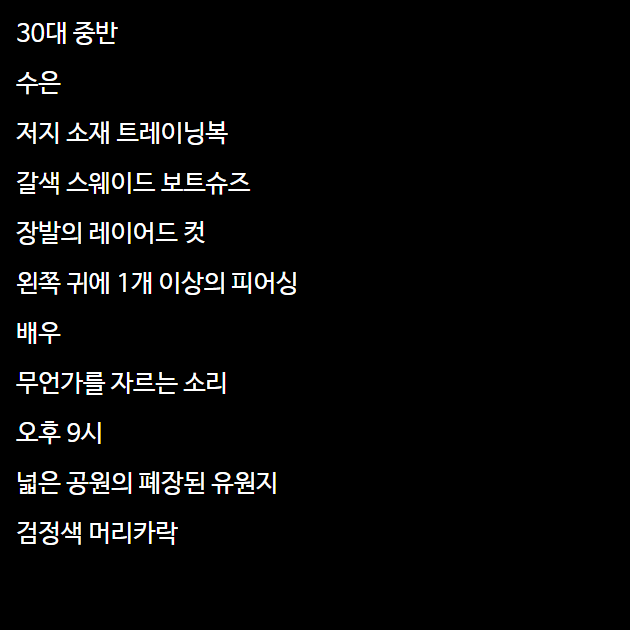 30대 중반
수은
저지 소재 트레이닝복
갈색 스웨이드 보트슈즈
장발의 레이어드 컷
왼쪽 귀에 1개 이상의 피어싱
배우
무언가를 자르는 소리
오후 9시
넓은 공원의 폐장된 유원지
검정색 머리카락